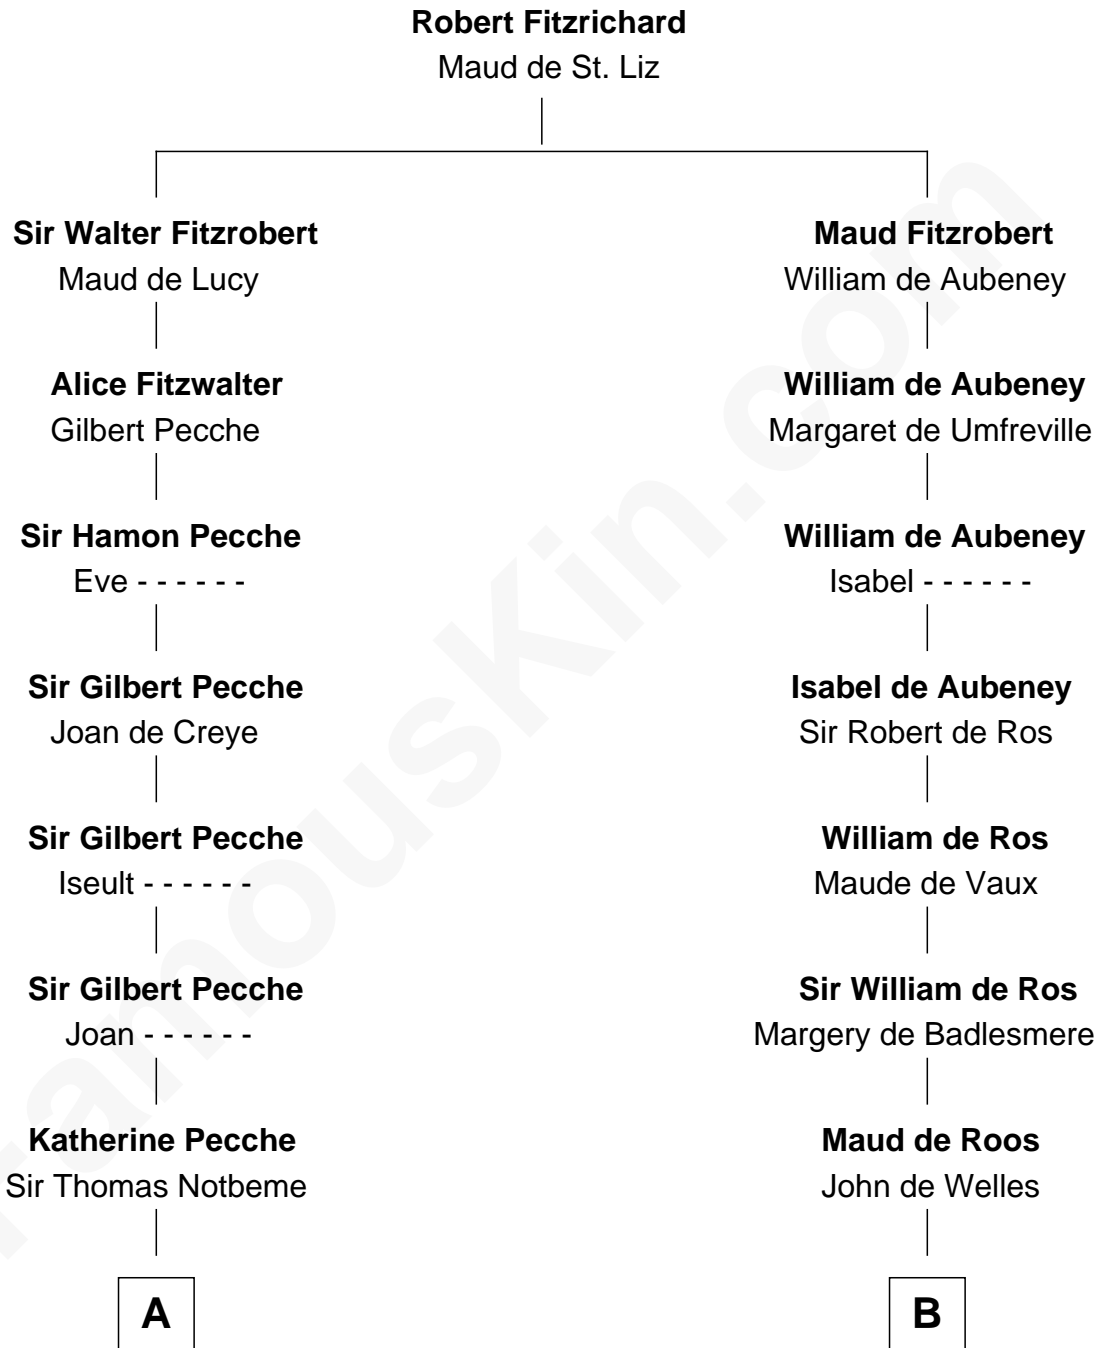 Robert Fitzrichard
Maud de St. Liz
Sir Walter Fitzrobert
Maud de Lucy
Maud Fitzrobert
William de Aubeney
Alice Fitzwalter
Gilbert Pecche
William de Aubeney
Margaret de Umfreville
Sir Hamon Pecche
Eve - - - - - -
William de Aubeney
Isabel - - - - - -
Sir Gilbert Pecche
Joan de Creye
Isabel de Aubeney
Sir Robert de Ros
Sir Gilbert Pecche
Iseult - - - - - -
William de Ros
Maude de Vaux
Sir Gilbert Pecche
Joan - - - - - -
Sir William de Ros
Margery de Badlesmere
Katherine Pecche
Sir Thomas Notbeme
Maud de Roos
John de Welles
A
B
famouskin.com